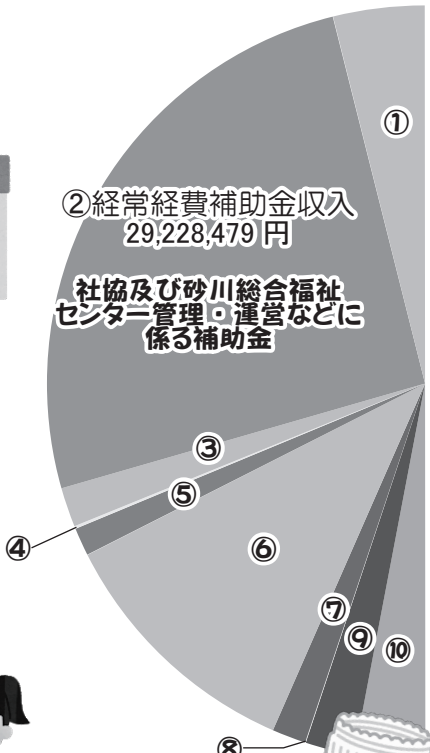 ①
②経常経費補助金収入
29,228,479 円
社協及び砂川総合福祉
センター管理・運営などに
係る補助金
③
⑤
④
⑥
⑦
⑨
⑩
⑧